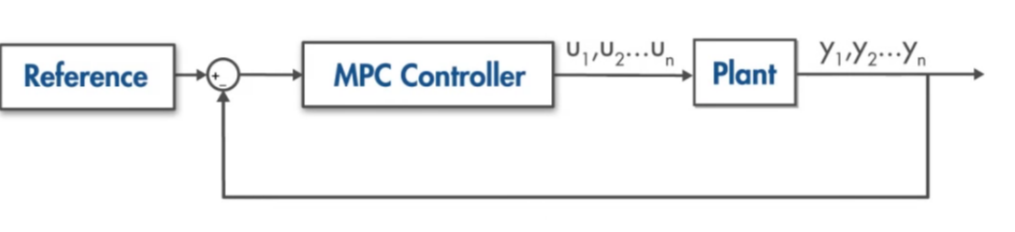 Reference
+
−
MPC Controller
u₁,u₂...uₙ
Plant
y₁,y₂...yₙ